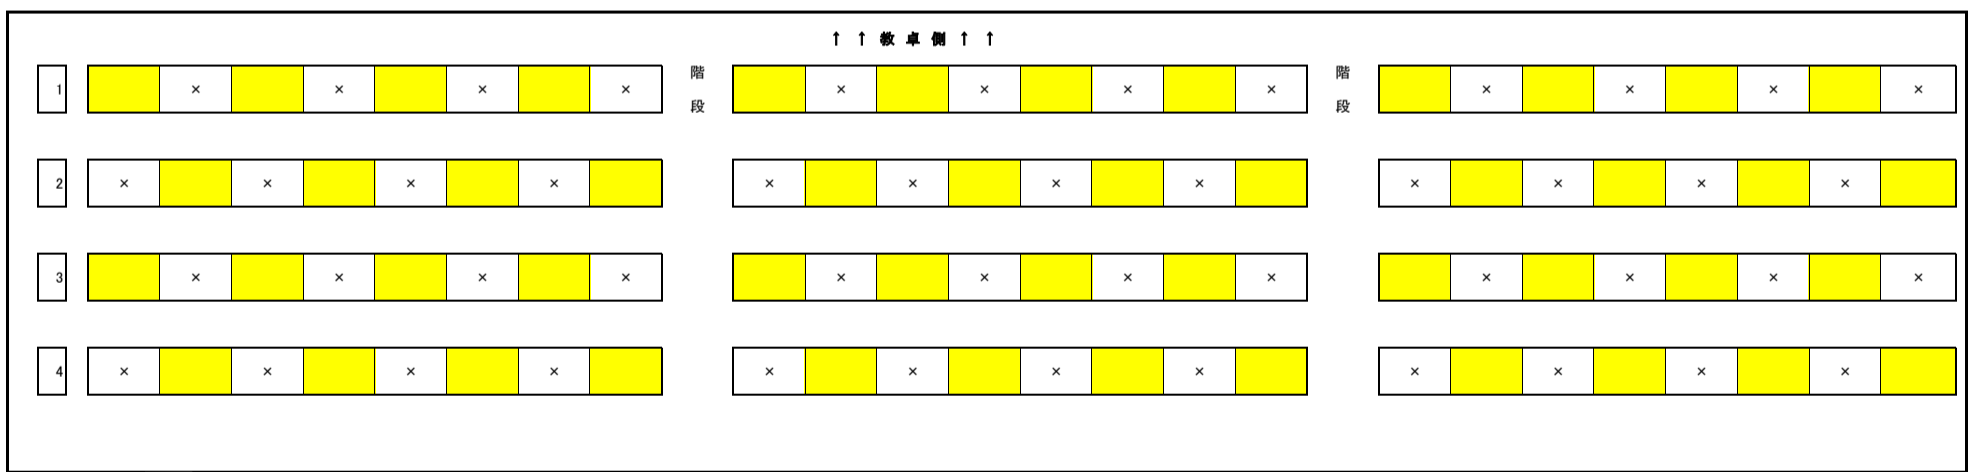 ↑ ↑ 教 卓 側 ↑ ↑
1 × × × × 階段 × × × × 階段 × × × ×
2 × × × × × × × × × × × ×
3 × × × × × × × × × × × ×
4 × × × × × × × × × × × ×